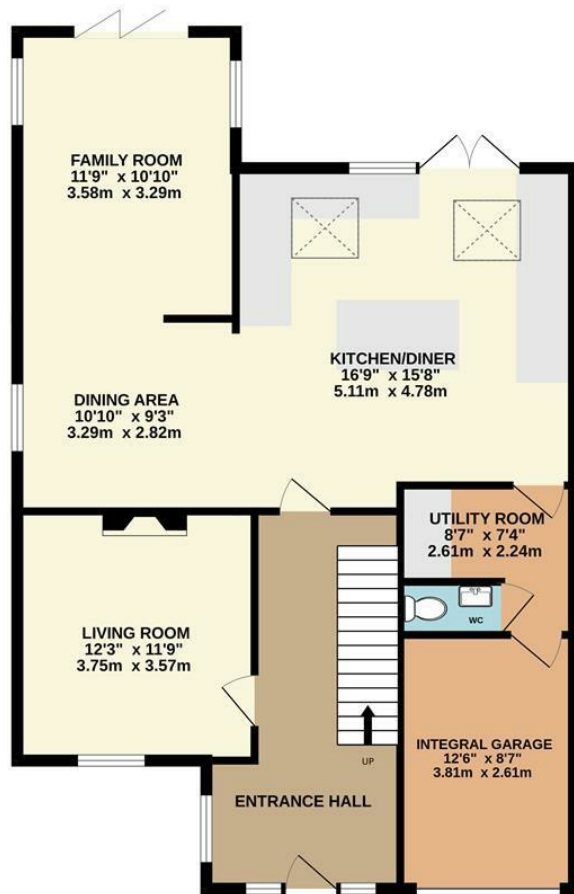 FAMILY ROOM
11'9" x 10'10"
3.58m x 3.29m
KITCHEN/DINER
16'9" x 15'8"
5.11m x 4.78m
DINING AREA
10'10" x 9'3"
3.29m x 2.82m
UTILITY ROOM
8'7" x 7'4"
2.61m x 2.24m
WC
LIVING ROOM
12'3" x 11'9"
3.75m x 3.57m
UP
INTEGRAL GARAGE
12'6" x 8'7"
3.81m x 2.61m
ENTRANCE HALL